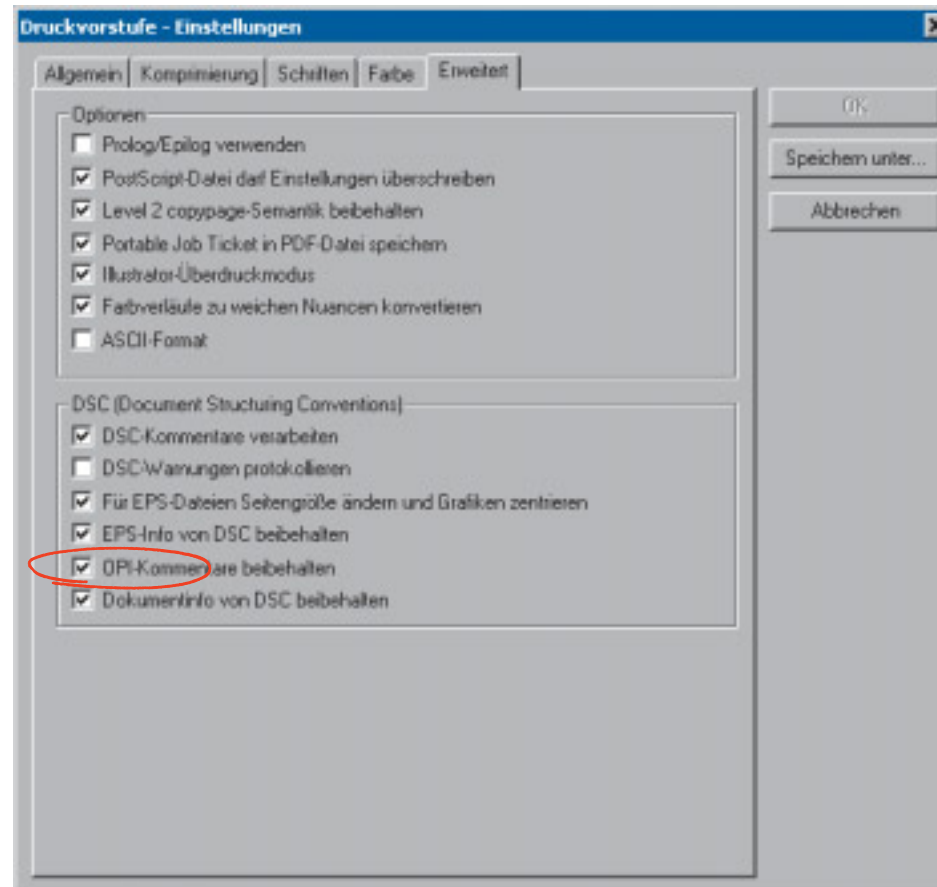 Druckvorstufe - Einstellungen
Allgemein Komprimierung Schriften Farbe Erweitert
OK
Speichern unter...
Abbrechen
Optionen
Prolog/Epilog verwenden
PostScript-Datei darf Einstellungen überschreiben
Level 2 copypage-Semantik beibehalten
Portable Job Ticket in PDF-Datei speichern
Illustrator-Überdruckmodus
Farbverläufe zu weichen Nuancen konvertieren
ASCII-Format
DSC (Document Structuring Conventions)
DSC-Kommentare verarbeiten
DSC-Warnungen protokollieren
Für EPS-Dateien Seitengröße ändern und Grafiken zentrieren
EPS-Info von DSC beibehalten
OPI-Kommentare beibehalten
Dokumentinfo von DSC beibehalten